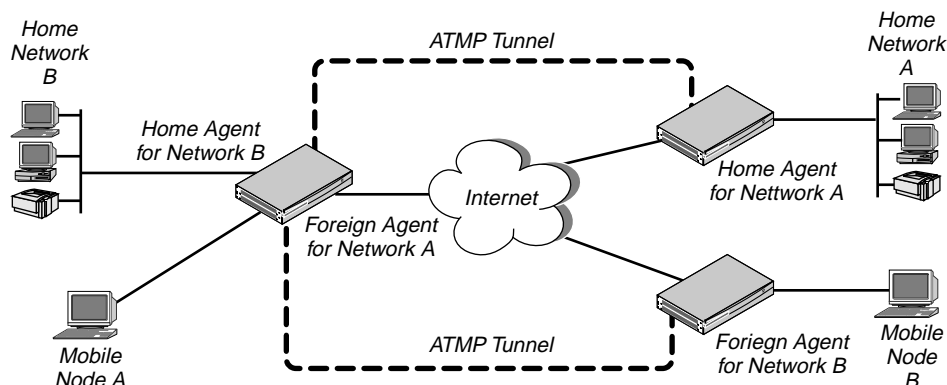 Home
Network
B
ATMP Tunnel
Home
Network
A
Home Agent
for Network B
Internet
Home Agent
for Nettwork A
Foreign Agent
for Network A
Mobile
Node A
ATMP Tunnel
Foriegn Agent
for Network B
Mobile
Node
B